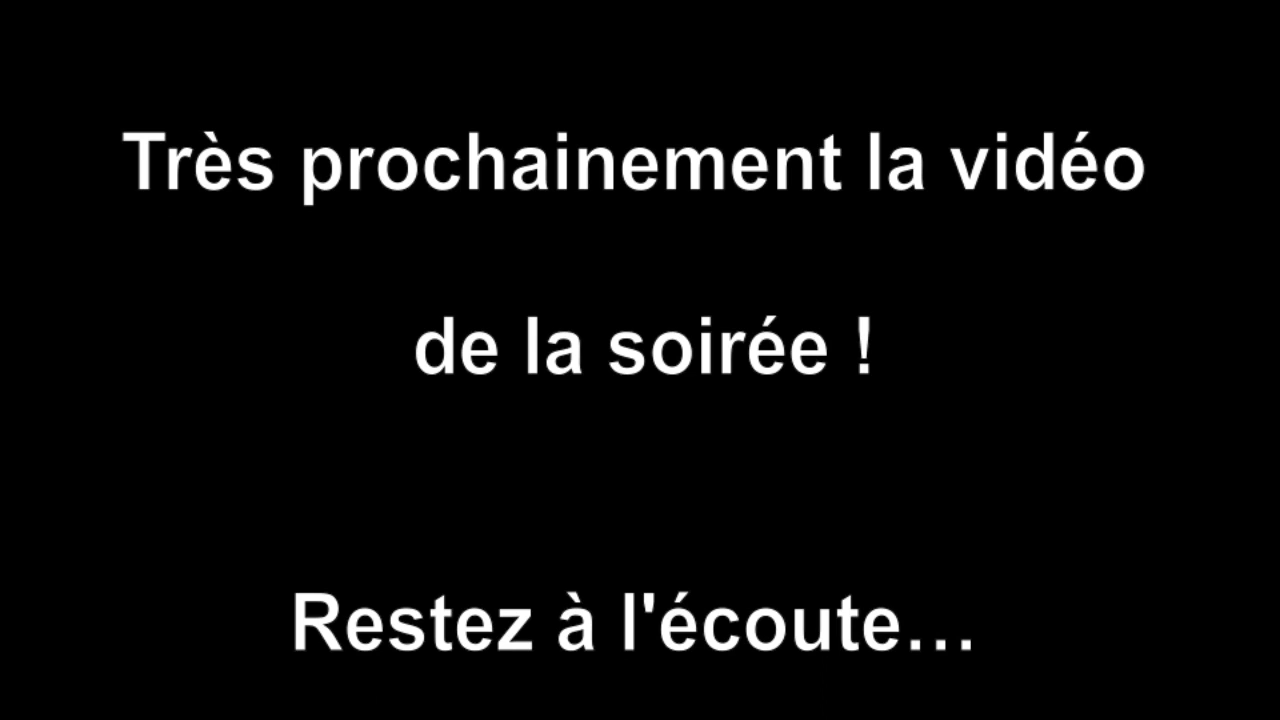 Très prochainement la vidéo
de la soirée !
Restez à l'écoute...